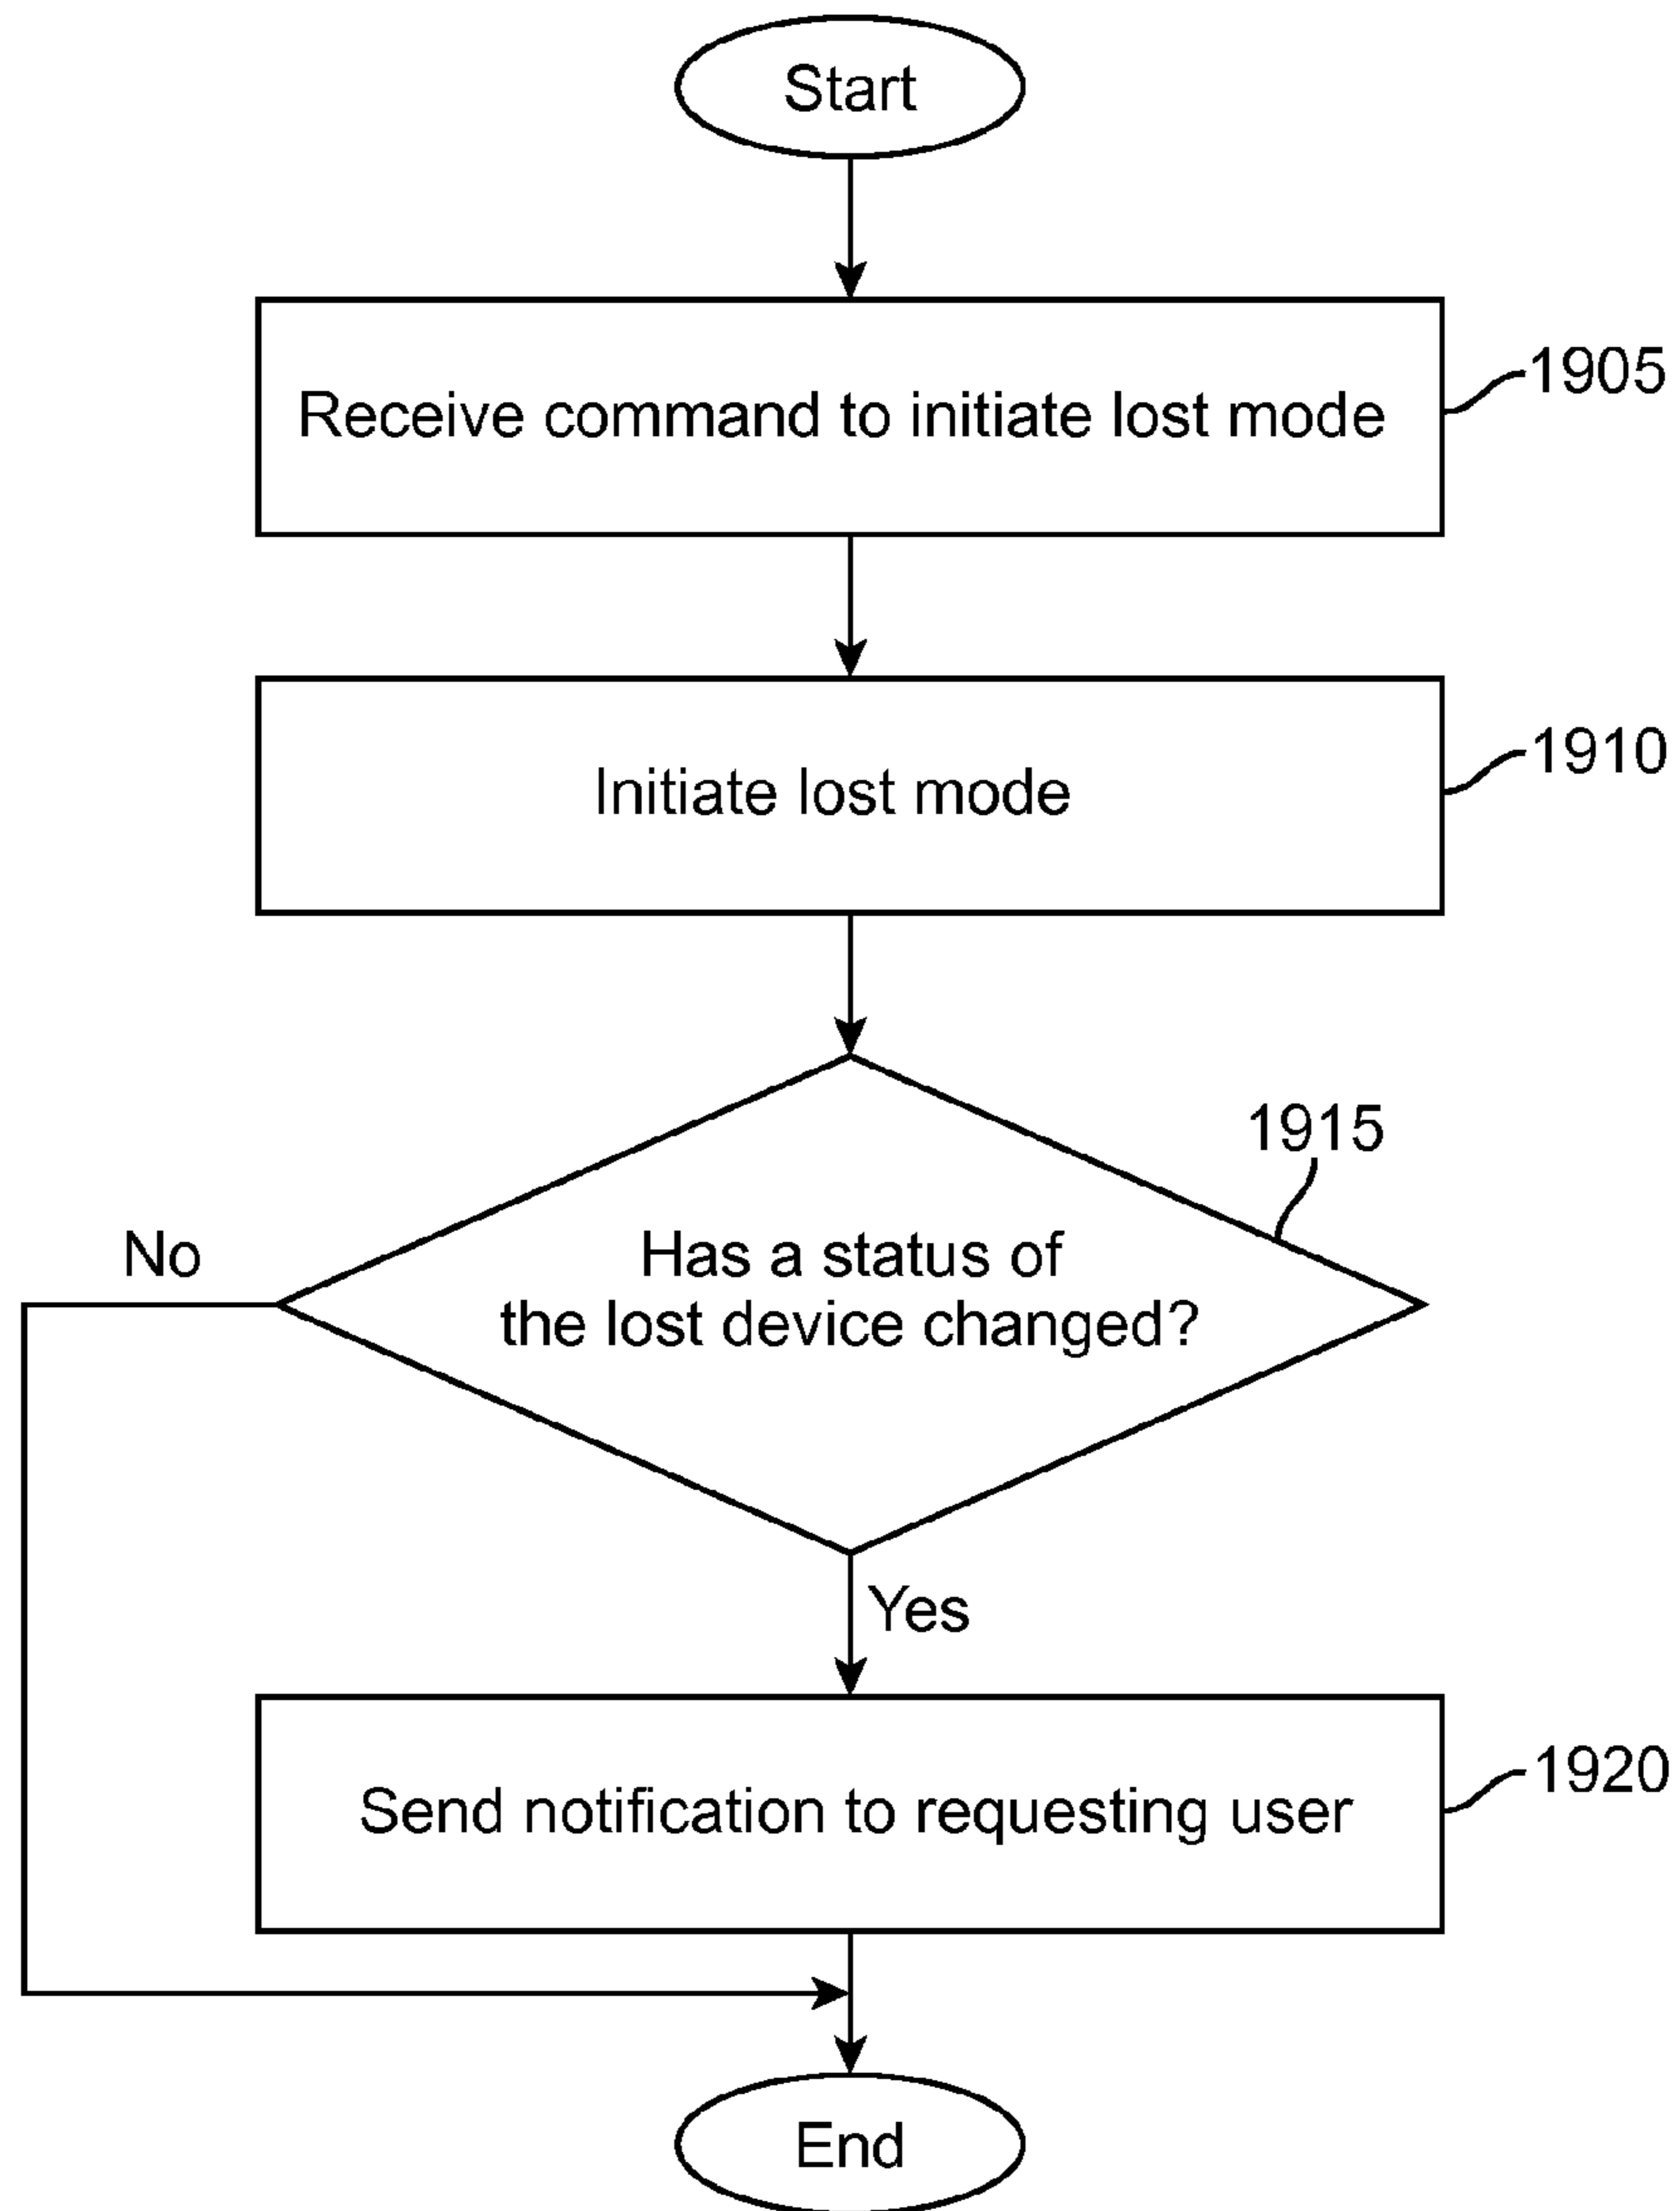 Start
Receive command to initiate lost mode
1905
Initiate lost mode
1910
1915
Has a status of
the lost device changed?
No
Yes
Send notification to requesting user
1920
End